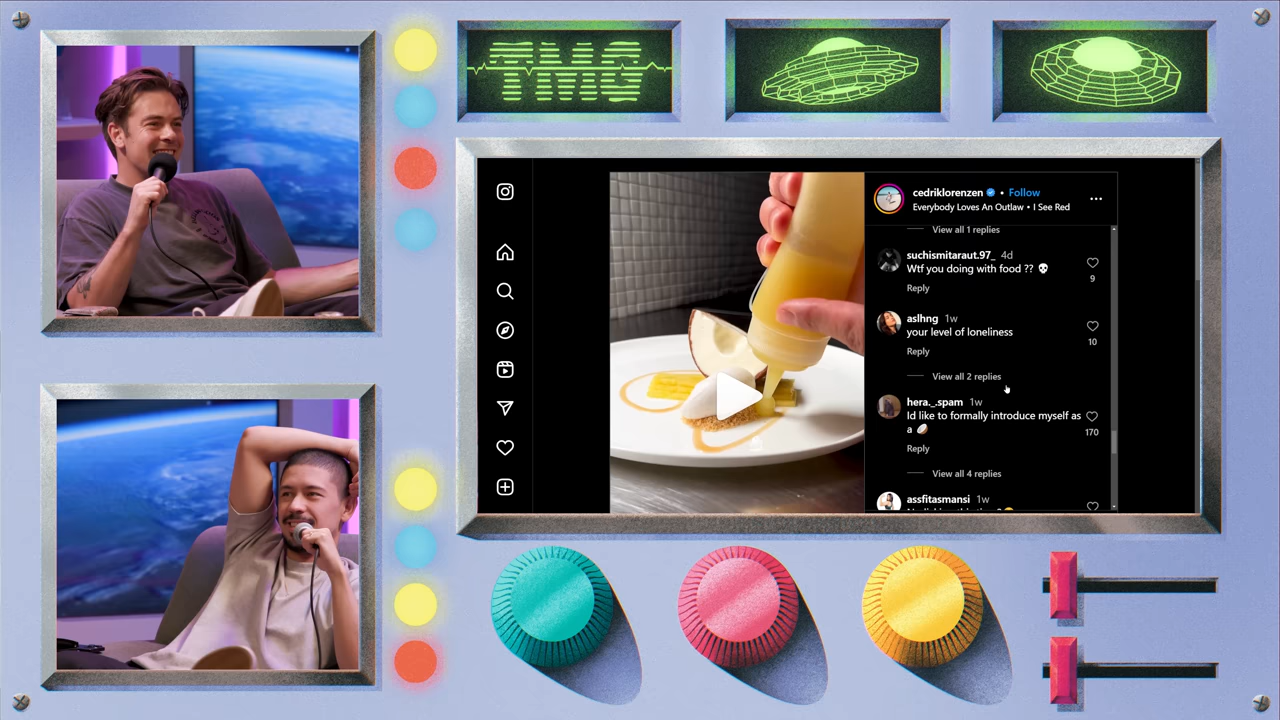 TMG
cedriklorenzen • Follow
Everybody Loves An Outlaw • I See Red
View all 1 replies
suchismitaraut.97_ 4d
Wtf you doing with food ?? 💀
9
Reply
aslhng 1w
your level of loneliness
10
Reply
View all 2 replies
hera._.spam 1w
Id like to formally introduce myself as
a 🥥
170
Reply
View all 4 replies
assfitasmansi 1w